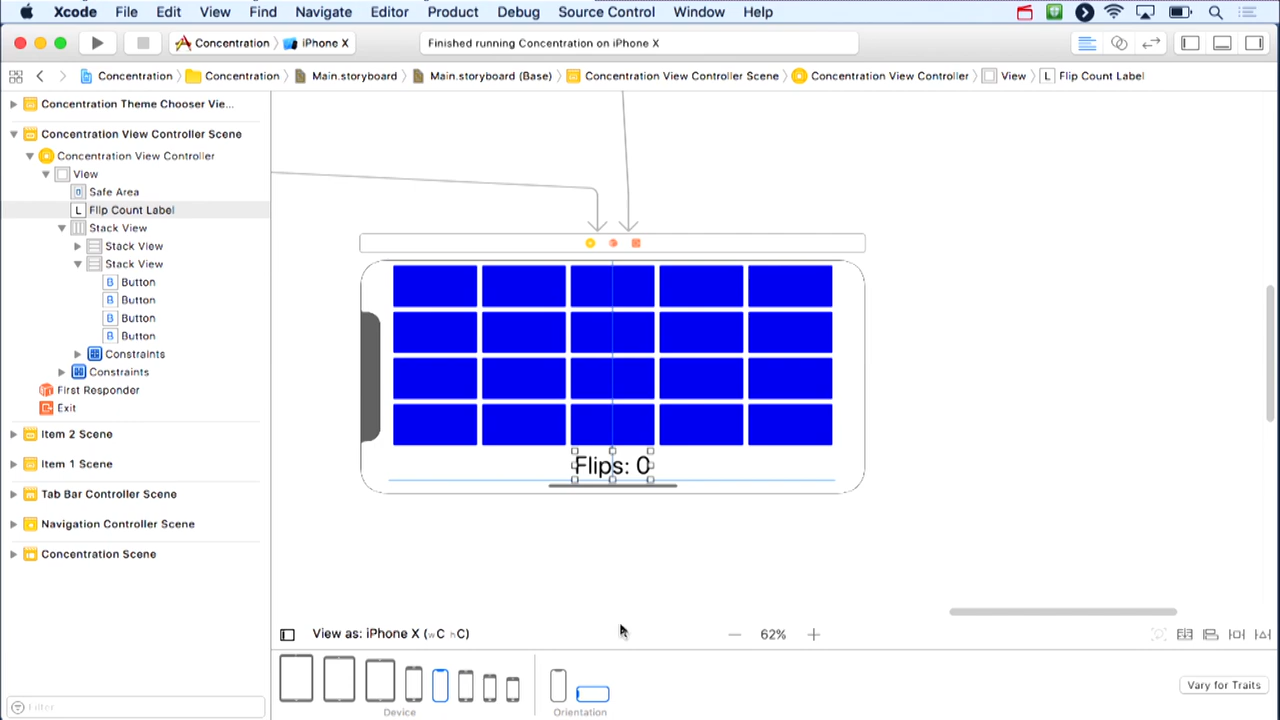 Xcode File Edit View Find Navigate Editor Product Debug Source Control Window Help
Concentration iPhone X Finished running Concentration on iPhone X
Concentration Concentration Main.storyboard Main.storyboard (Base) Concentration View Controller Scene Concentration View Controller View L Flip Count Label
Concentration Theme Chooser Vie...
Concentration View Controller Scene
Concentration View Controller
View
Safe Area
L Flip Count Label
Stack View
Stack View
Stack View
B Button
B Button
B Button
B Button
Constraints
Constraints
First Responder
Exit
Item 2 Scene
Item 1 Scene
Tab Bar Controller Scene
Navigation Controller Scene
Concentration Scene
Filter
Flips: 0
View as: iPhone X (wC hC)
62%
Device
Orientation
Vary for Traits